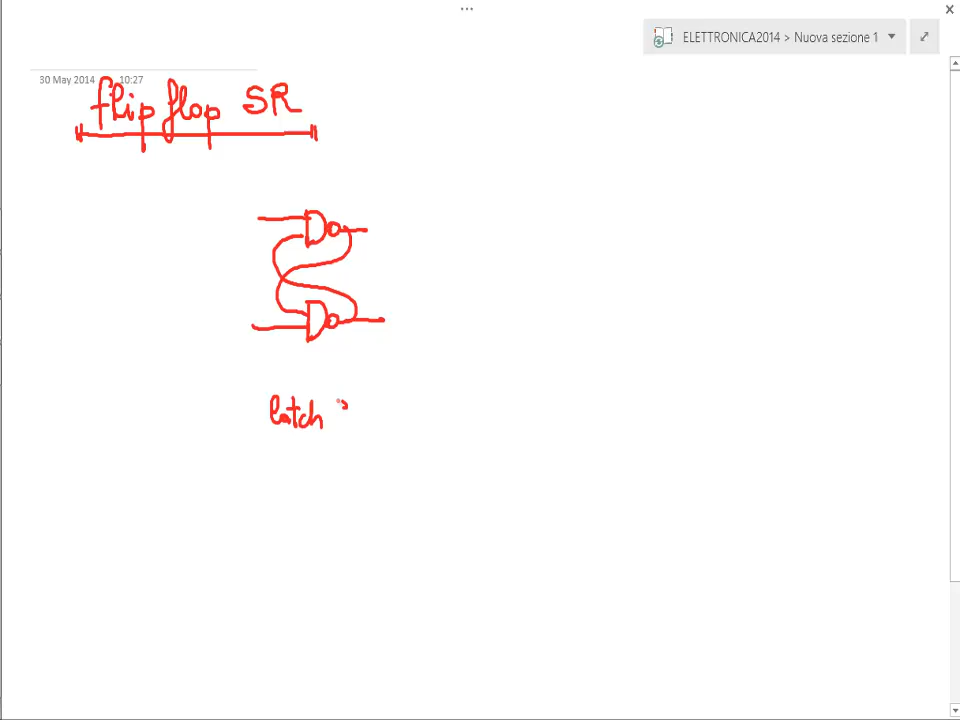 ...
ELETTRONICA2014 > Nuova sezione 1
30 May 2014 10:27
flip flop SR
latch